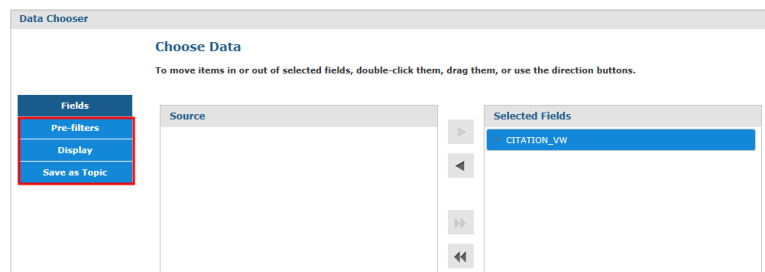 Data Chooser
Choose Data
To move items in or out of selected fields, double-click them, drag them, or use the direction buttons.
Fields
Pre-filters
Display
Save as Topic
Source
Selected Fields
CITATION_VW